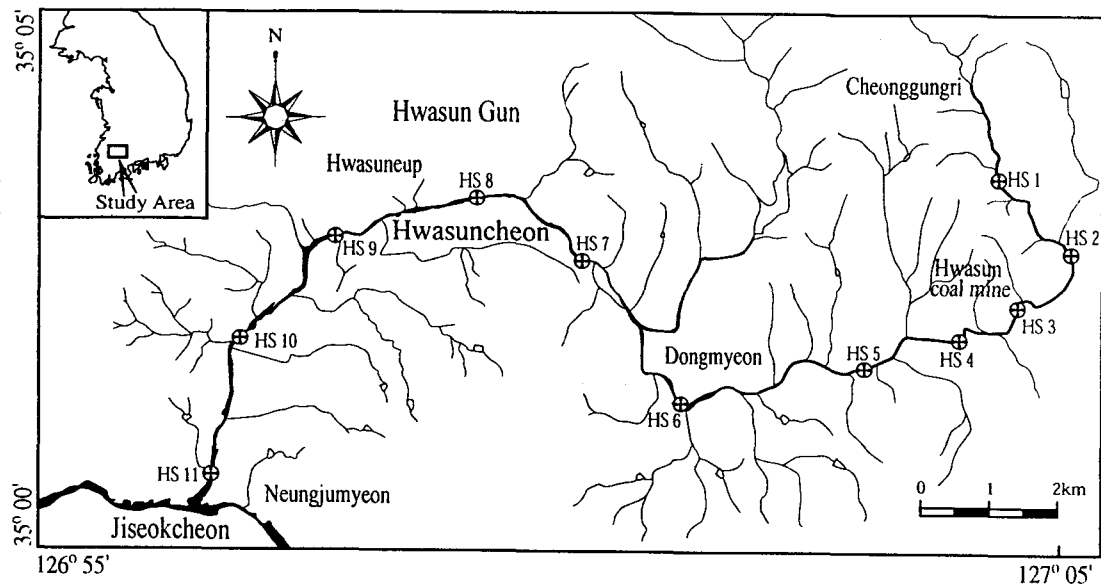 35° 05'
Study Area
N
Hwasun Gun
Hwasuneup
Cheonggungri
HS 1
HS 8
Hwasuncheon
HS 9
HS 7
HS 2
Hwasun
coal mine
HS 3
HS 10
HS 4
Dongmyeon
HS 5
HS 6
HS 11
Neungjumyeon
0 1 2km
35° 00'
Jiseokcheon
126° 55'
127° 05'